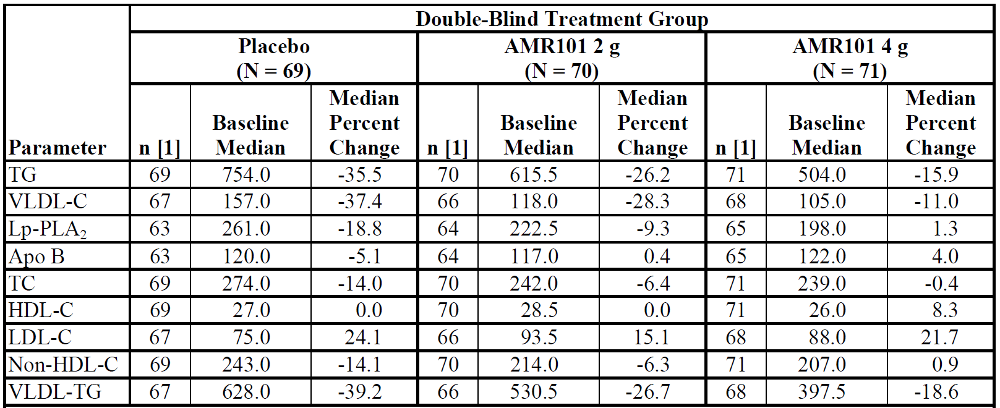 Double-Blind Treatment Group
Placebo
(N = 69)
AMR101 2 g
(N = 70)
AMR101 4 g
(N = 71)
Parameter
n [1]
Baseline
Median
Median
Percent
Change
n [1]
Baseline
Median
Median
Percent
Change
n [1]
Baseline
Median
Median
Percent
Change
TG 69 754.0 -35.5 70 615.5 -26.2 71 504.0 -15.9
VLDL-C 67 157.0 -37.4 66 118.0 -28.3 68 105.0 -11.0
Lp-PLA₂ 63 261.0 -18.8 64 222.5 -9.3 65 198.0 1.3
Apo B 63 120.0 -5.1 64 117.0 0.4 65 122.0 4.0
TC 69 274.0 -14.0 70 242.0 -6.4 71 239.0 -0.4
HDL-C 69 27.0 0.0 70 28.5 0.0 71 26.0 8.3
LDL-C 67 75.0 24.1 66 93.5 15.1 68 88.0 21.7
Non-HDL-C 69 243.0 -14.1 70 214.0 -6.3 71 207.0 0.9
VLDL-TG 67 628.0 -39.2 66 530.5 -26.7 68 397.5 -18.6